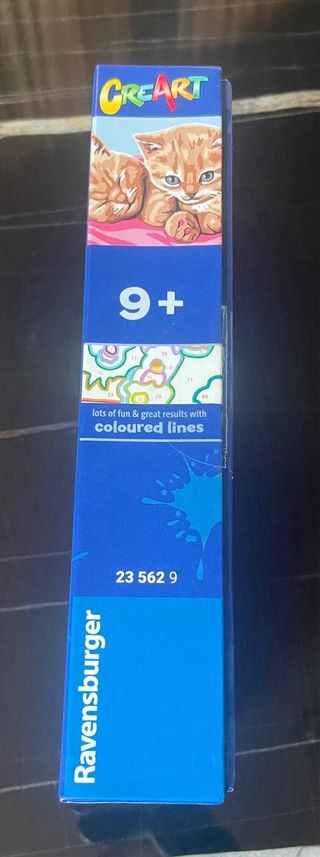 CREART
9+
lots of fun & great results with
coloured lines
23 562 9
Ravensburger